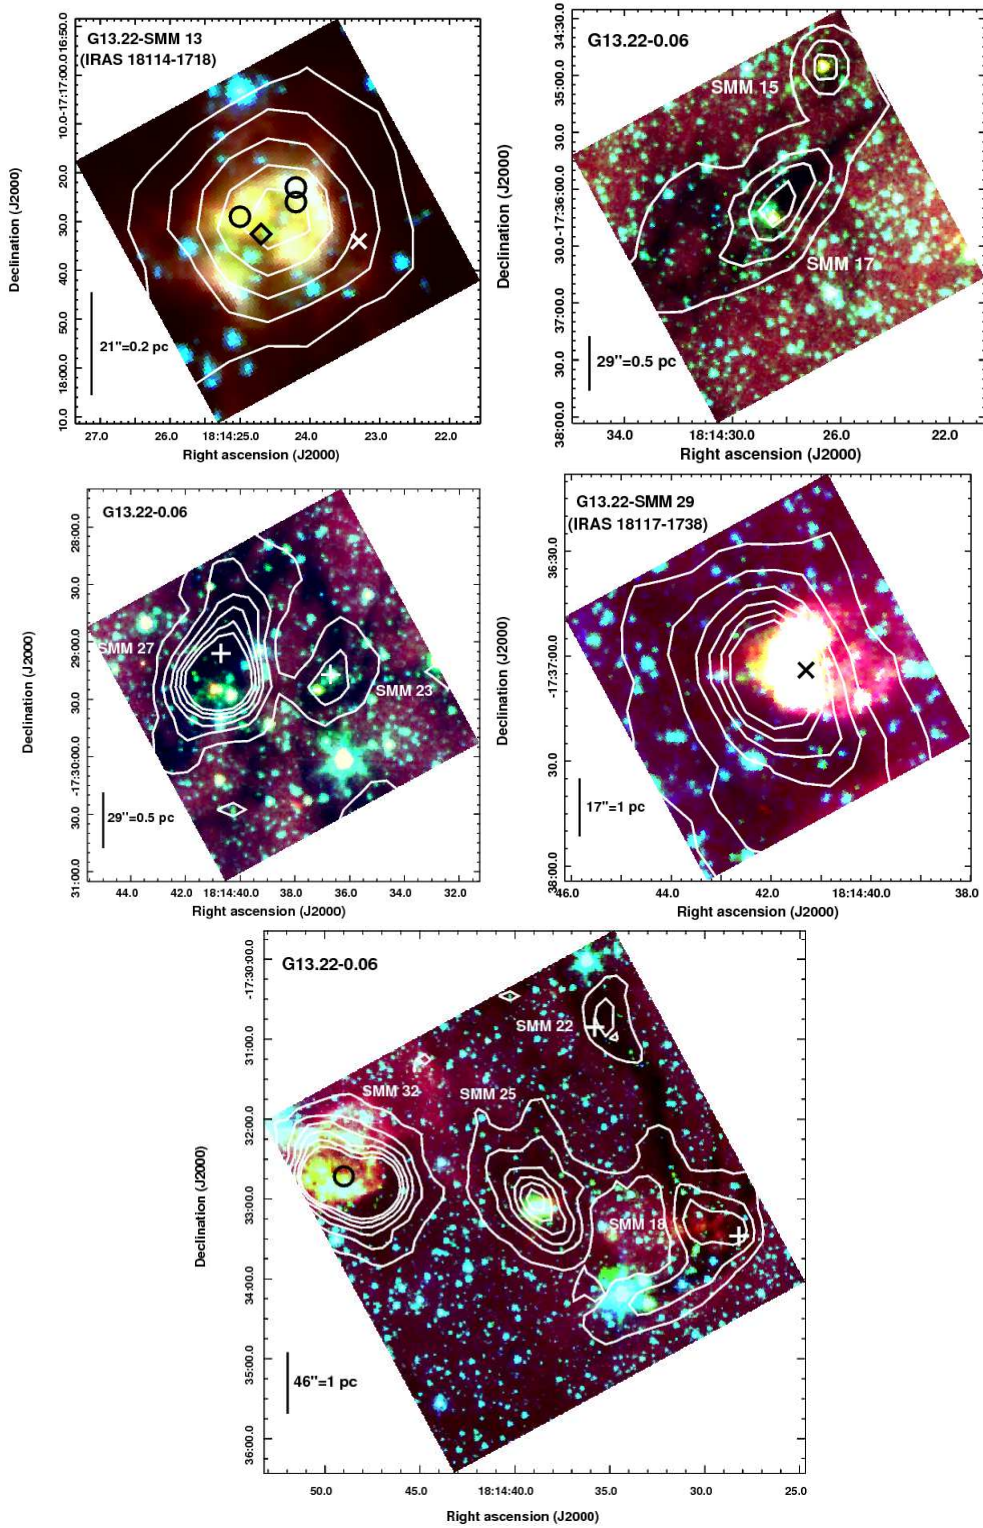 G13.22-SMM 13
(IRAS 18114-1718)
Declination (J2000)
16:50.0
-17:17:00.0
10.0
20.0
30.0
40.0
50.0
18:00.0
10.0
21"=0.2 pc
27.0 26.0 18:14:25.0 24.0 23.0 22.0
Right ascension (J2000)
G13.22-0.06
SMM 15
SMM 17
Declination (J2000)
34:30.0
35:00.0
30.0
-17:36:00.0
30.0
37:00.0
30.0
38:00.0
29"=0.5 pc
34.0 18:14:30.0 26.0 22.0
Right ascension (J2000)
G13.22-0.06
SMM 27
SMM 23
Declination (J2000)
28:00.0
30.0
29:00.0
30.0
-17:30:00.0
30.0
31:00.0
29"=0.5 pc
44.0 42.0 18:14:40.0 38.0 36.0 34.0 32.0
Right ascension (J2000)
G13.22-SMM 29
(IRAS 18117-1738)
Declination (J2000)
36:30.0
-17:37:00.0
30.0
38:00.0
17"=1 pc
46.0 42.0 18:14:40.0 38.0
Right ascension (J2000)
G13.22-0.06
SMM 22
SMM 32
SMM 25
SMM 18
Declination (J2000)
-17:30:00.0
31:00.0
32:00.0
33:00.0
34:00.0
35:00.0
36:00.0
46"=1 pc
50.0 45.0 18:14:40.0 35.0 30.0 25.0
Right ascension (J2000)